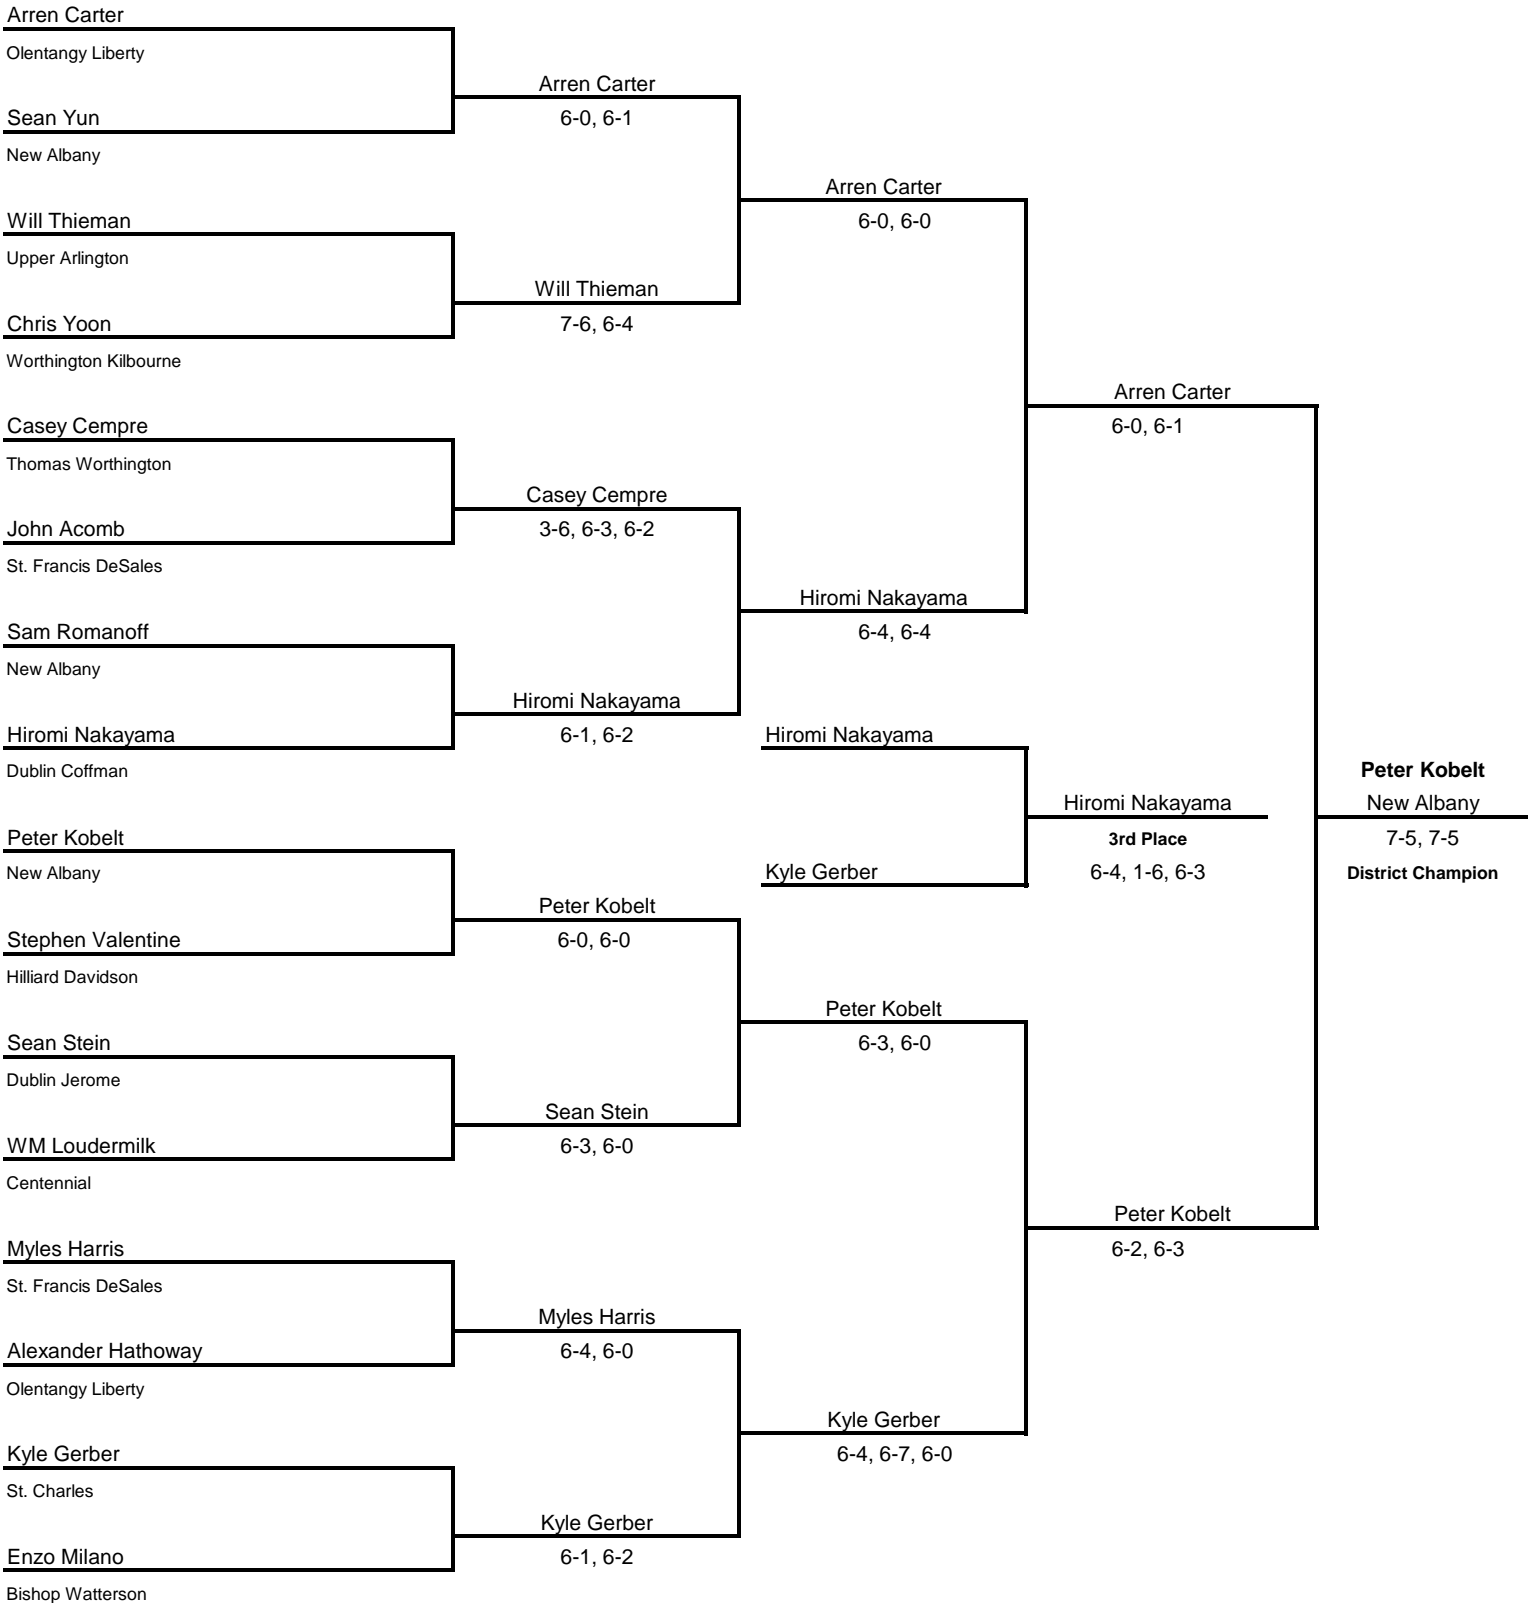 Arren Carter
Olentangy Liberty
Arren Carter
Sean Yun
6-0, 6-1
New Albany
Arren Carter
Will Thieman
6-0, 6-0
Upper Arlington
Will Thieman
Chris Yoon
7-6, 6-4
Worthington Kilbourne
Arren Carter
Casey Cempre
6-0, 6-1
Thomas Worthington
Casey Cempre
John Acomb
3-6, 6-3, 6-2
St. Francis DeSales
Hiromi Nakayama
Sam Romanoff
6-4, 6-4
New Albany
Hiromi Nakayama
Hiromi Nakayama
6-1, 6-2
Hiromi Nakayama
Dublin Coffman
Peter Kobelt
Hiromi Nakayama
New Albany
Peter Kobelt
3rd Place
7-5, 7-5
New Albany
Kyle Gerber
6-4, 1-6, 6-3
District Champion
Peter Kobelt
Stephen Valentine
6-0, 6-0
Hilliard Davidson
Peter Kobelt
Sean Stein
6-3, 6-0
Dublin Jerome
Sean Stein
WM Loudermilk
6-3, 6-0
Centennial
Peter Kobelt
Myles Harris
6-2, 6-3
St. Francis DeSales
Myles Harris
Alexander Hathoway
6-4, 6-0
Olentangy Liberty
Kyle Gerber
Kyle Gerber
6-4, 6-7, 6-0
St. Charles
Kyle Gerber
Enzo Milano
6-1, 6-2
Bishop Watterson